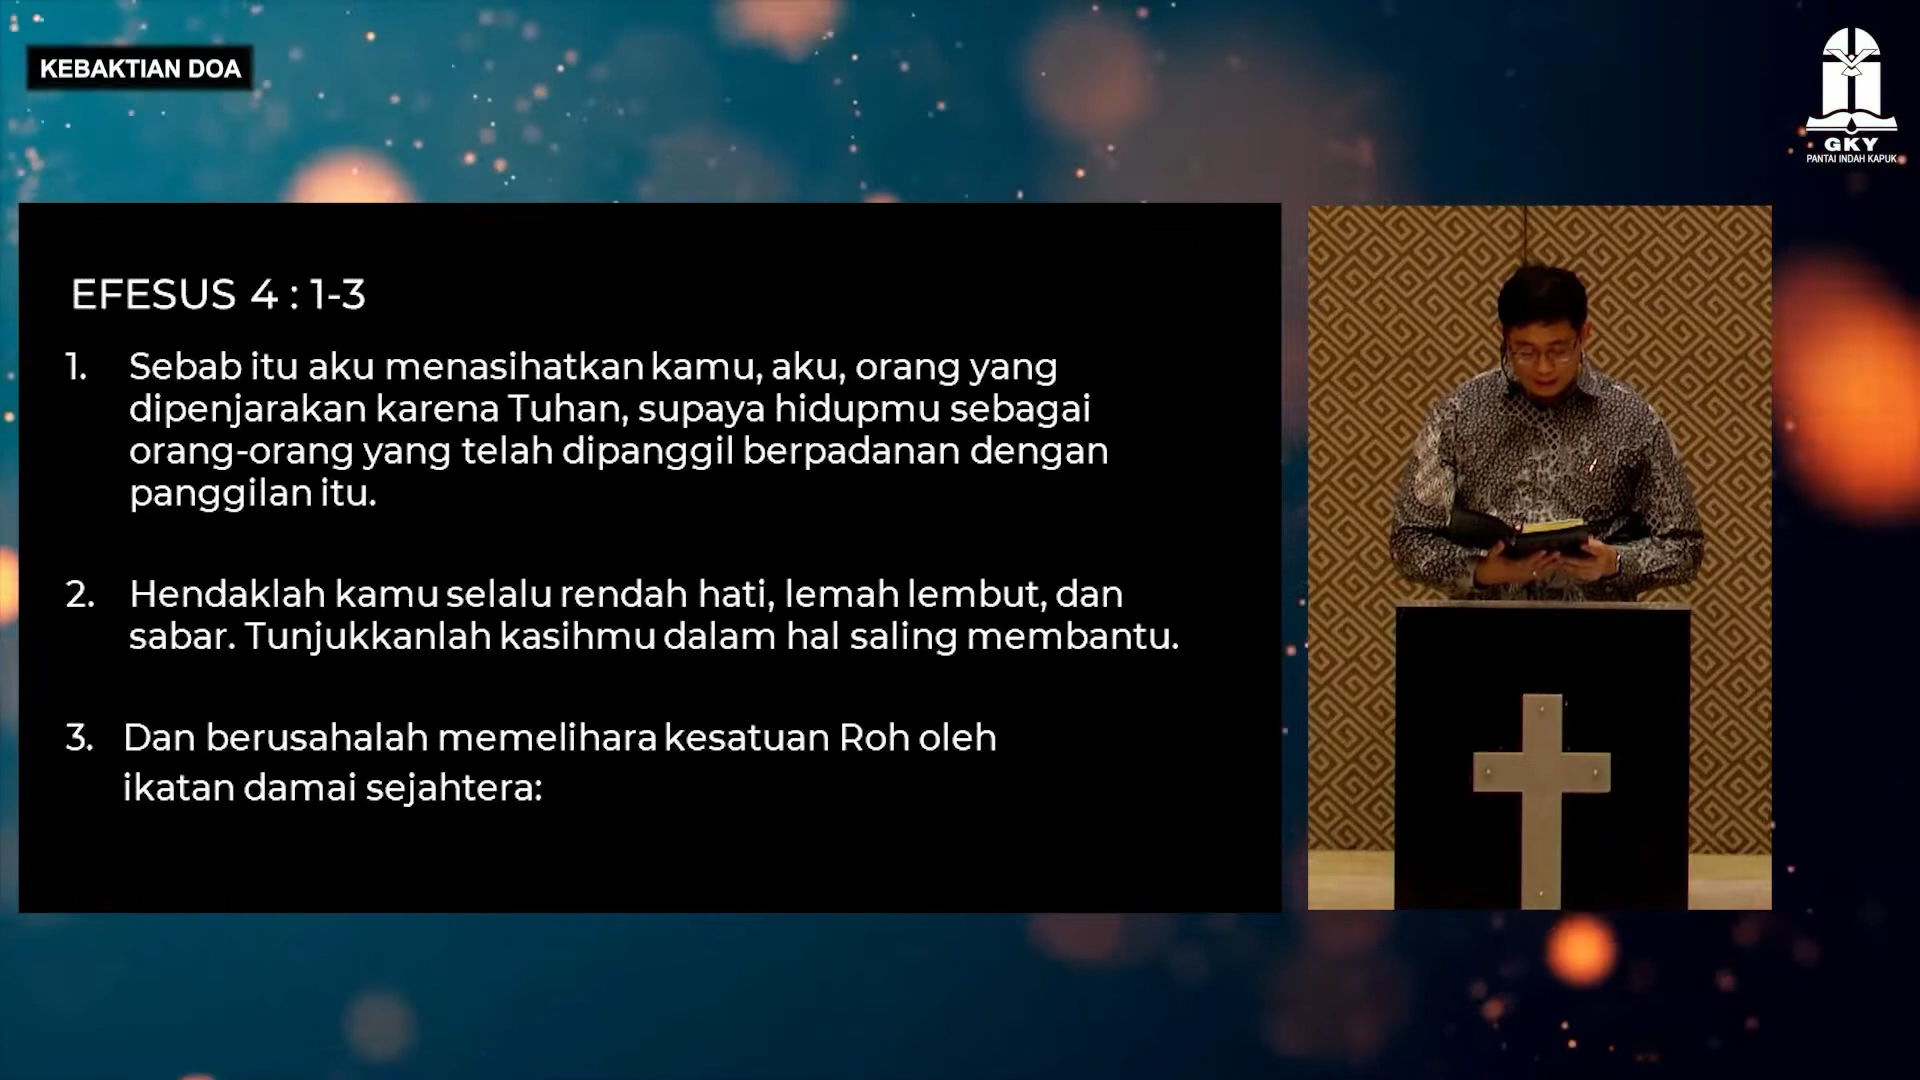 KEBAKTIAN DOA
GKY
PANTAI INDAH KAPUK
EFESUS 4 : 1-3
1. Sebab itu aku menasihatkan kamu, aku, orang yang
dipenjarakan karena Tuhan, supaya hidupmu sebagai
orang-orang yang telah dipanggil berpadanan dengan
panggilan itu.
2. Hendaklah kamu selalu rendah hati, lemah lembut, dan
sabar. Tunjukkanlah kasihmu dalam hal saling membantu.
3. Dan berusahalah memelihara kesatuan Roh oleh
ikatan damai sejahtera: